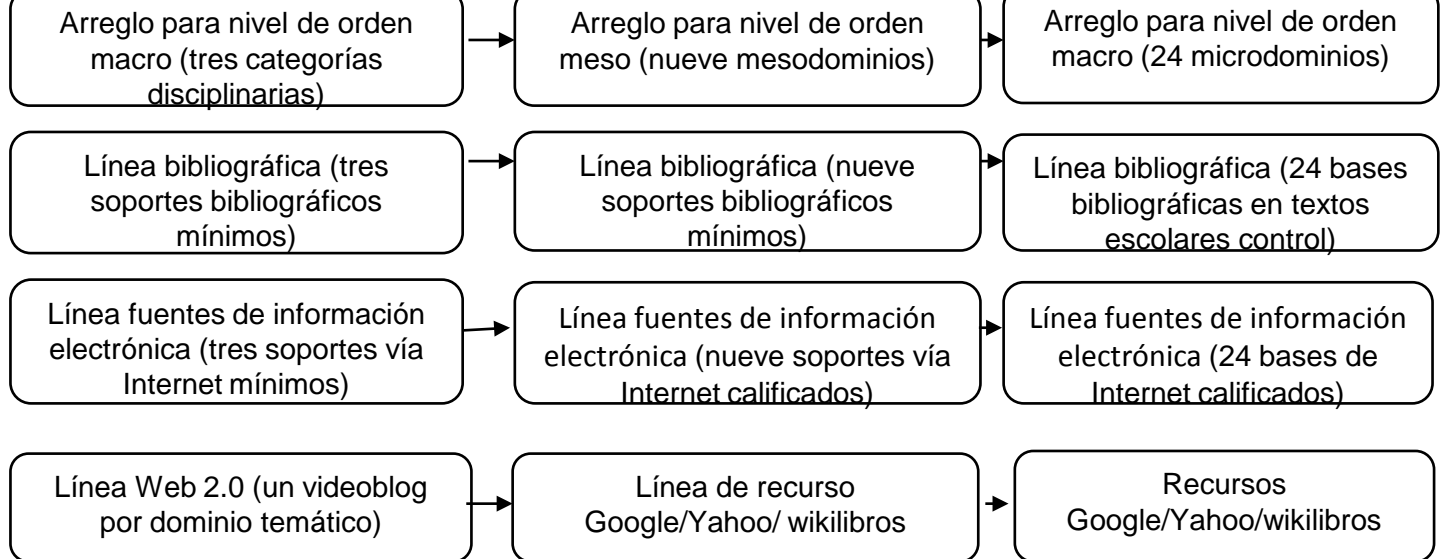 Arreglo para nivel de orden
macro (tres categorías
disciplinarias)
Arreglo para nivel de orden
meso (nueve mesodominios)
Arreglo para nivel de orden
macro (24 microdominios)
Línea bibliográfica (tres
soportes bibliográficos
mínimos)
Línea bibliográfica (nueve
soportes bibliográficos
mínimos)
Línea bibliográfica (24 bases
bibliográficas en textos
escolares control)
Línea fuentes de información
electrónica (tres soportes vía
Internet mínimos)
Línea fuentes de información
electrónica (nueve soportes vía
Internet calificados)
Línea fuentes de información
electrónica (24 bases de
Internet calificados)
Línea Web 2.0 (un videoblog
por dominio temático)
Línea de recurso
Google/Yahoo/ wikilibros
Recursos
Google/Yahoo/wikilibros